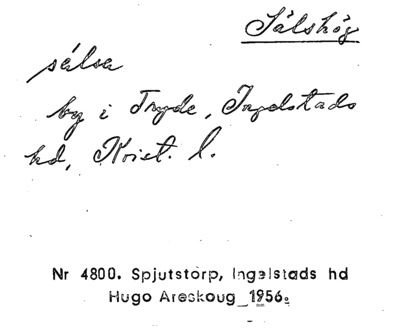 Sålshög
sålsa
by i Tryde, Ingelstads
hd, Krist. l.
Nr 4800. Spjutstorp, Ingelstads hd
Hugo Areskoug 1956.